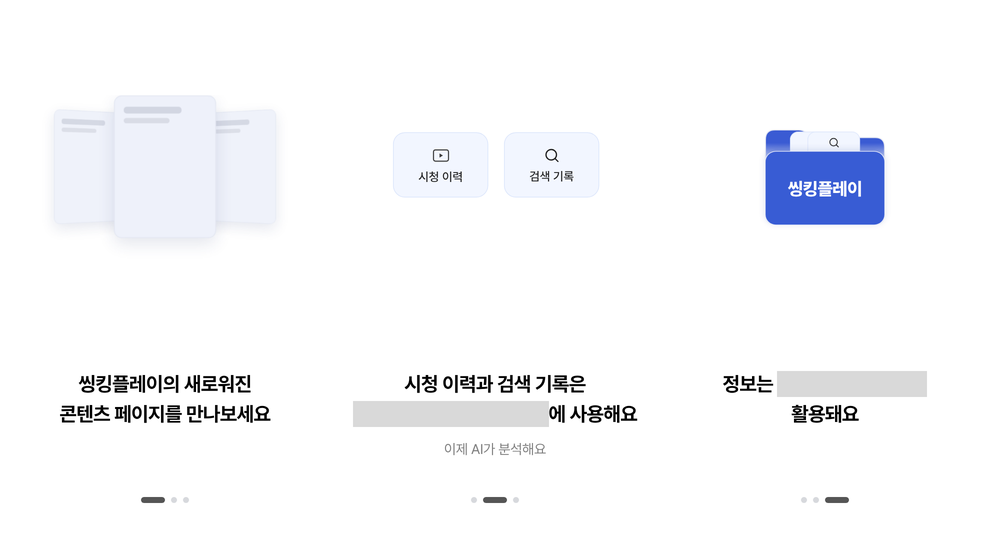 씽킹플레이의 새로워진
콘텐츠 페이지를 만나보세요
시청 이력
검색 기록
시청 이력과 검색 기록은
에 사용해요
이제 AI가 분석해요
씽킹플레이
정보는
활용돼요